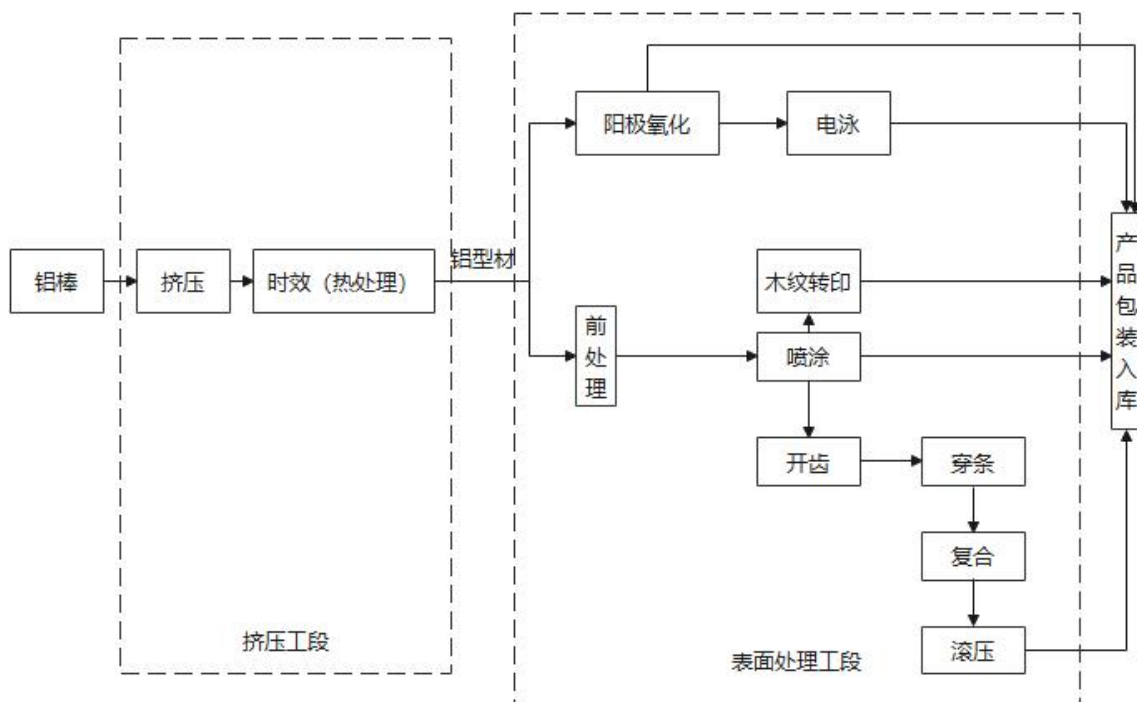 铝棒
挤压
时效（热处理）
挤压工段
铝型材
阳极氧化
电泳
前处理
木纹转印
喷涂
开齿
穿条
复合
滚压
表面处理工段
产品包装入库